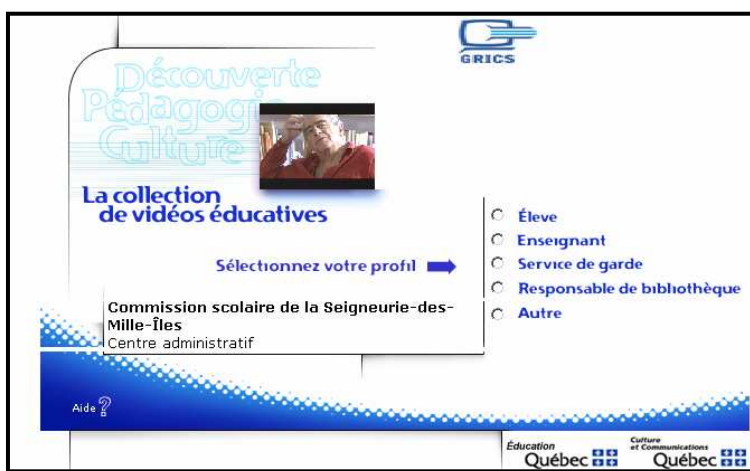 GRICS
Découverte
Pédagogie
Culture
La collection
de vidéos éducatives
Sélectionnez votre profil
Éleve
Enseignant
Service de garde
Responsable de bibliothèque
Autre
Commission scolaire de la Seigneurie-des-
Mille-Îles
Centre administratif
Aide ?
Éducation
Québec
Culture
et Communications
Québec